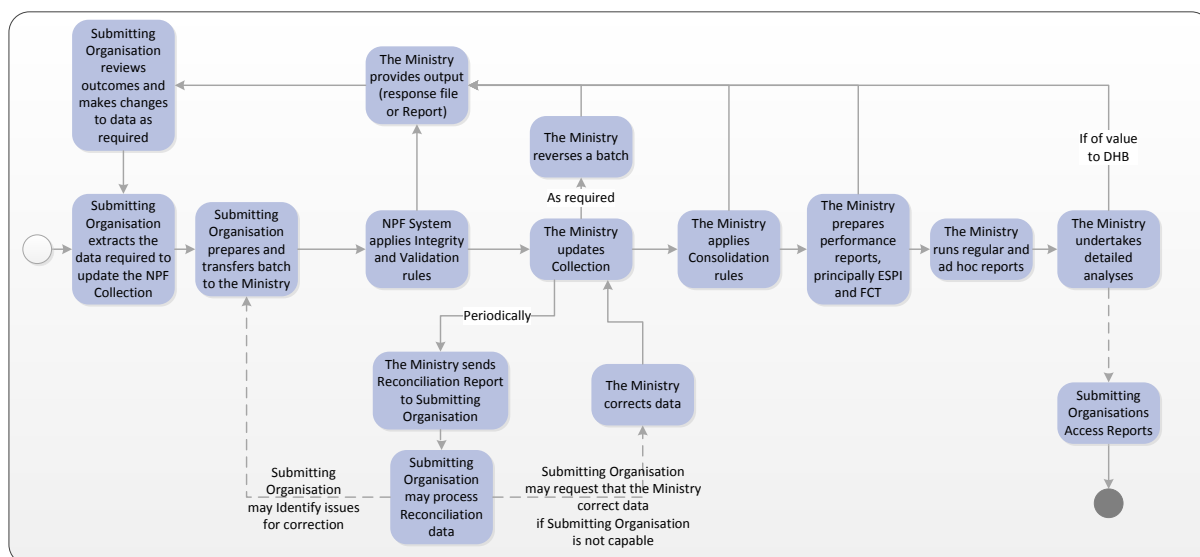 Submitting
Organisation
reviews
outcomes and
makes changes
to data as
required
The Ministry
provides output
(response file
or Report)
The Ministry
reverses a batch
If of value
to DHB
As required
Submitting
Organisation
extracts the
data required to
update the NPF
Collection
Submitting
Organisation
prepares and
transfers batch
to the Ministry
NPF System
applies Integrity
and Validation
rules
The Ministry
updates
Collection
The Ministry
applies
Consolidation
rules
The Ministry
prepares
performance
reports,
principally ESPI
and FCT
The Ministry
runs regular and
ad hoc reports
The Ministry
undertakes
detailed
analyses
Periodically
The Ministry sends
Reconciliation Report
to Submitting
Organisation
The Ministry
corrects data
Submitting
Organisations
Access Reports
Submitting
Organisation
may Identify issues
for correction
Submitting
Organisation
may process
Reconciliation
data
Submitting Organisation
may request that the Ministry
correct data
if Submitting Organisation
is not capable